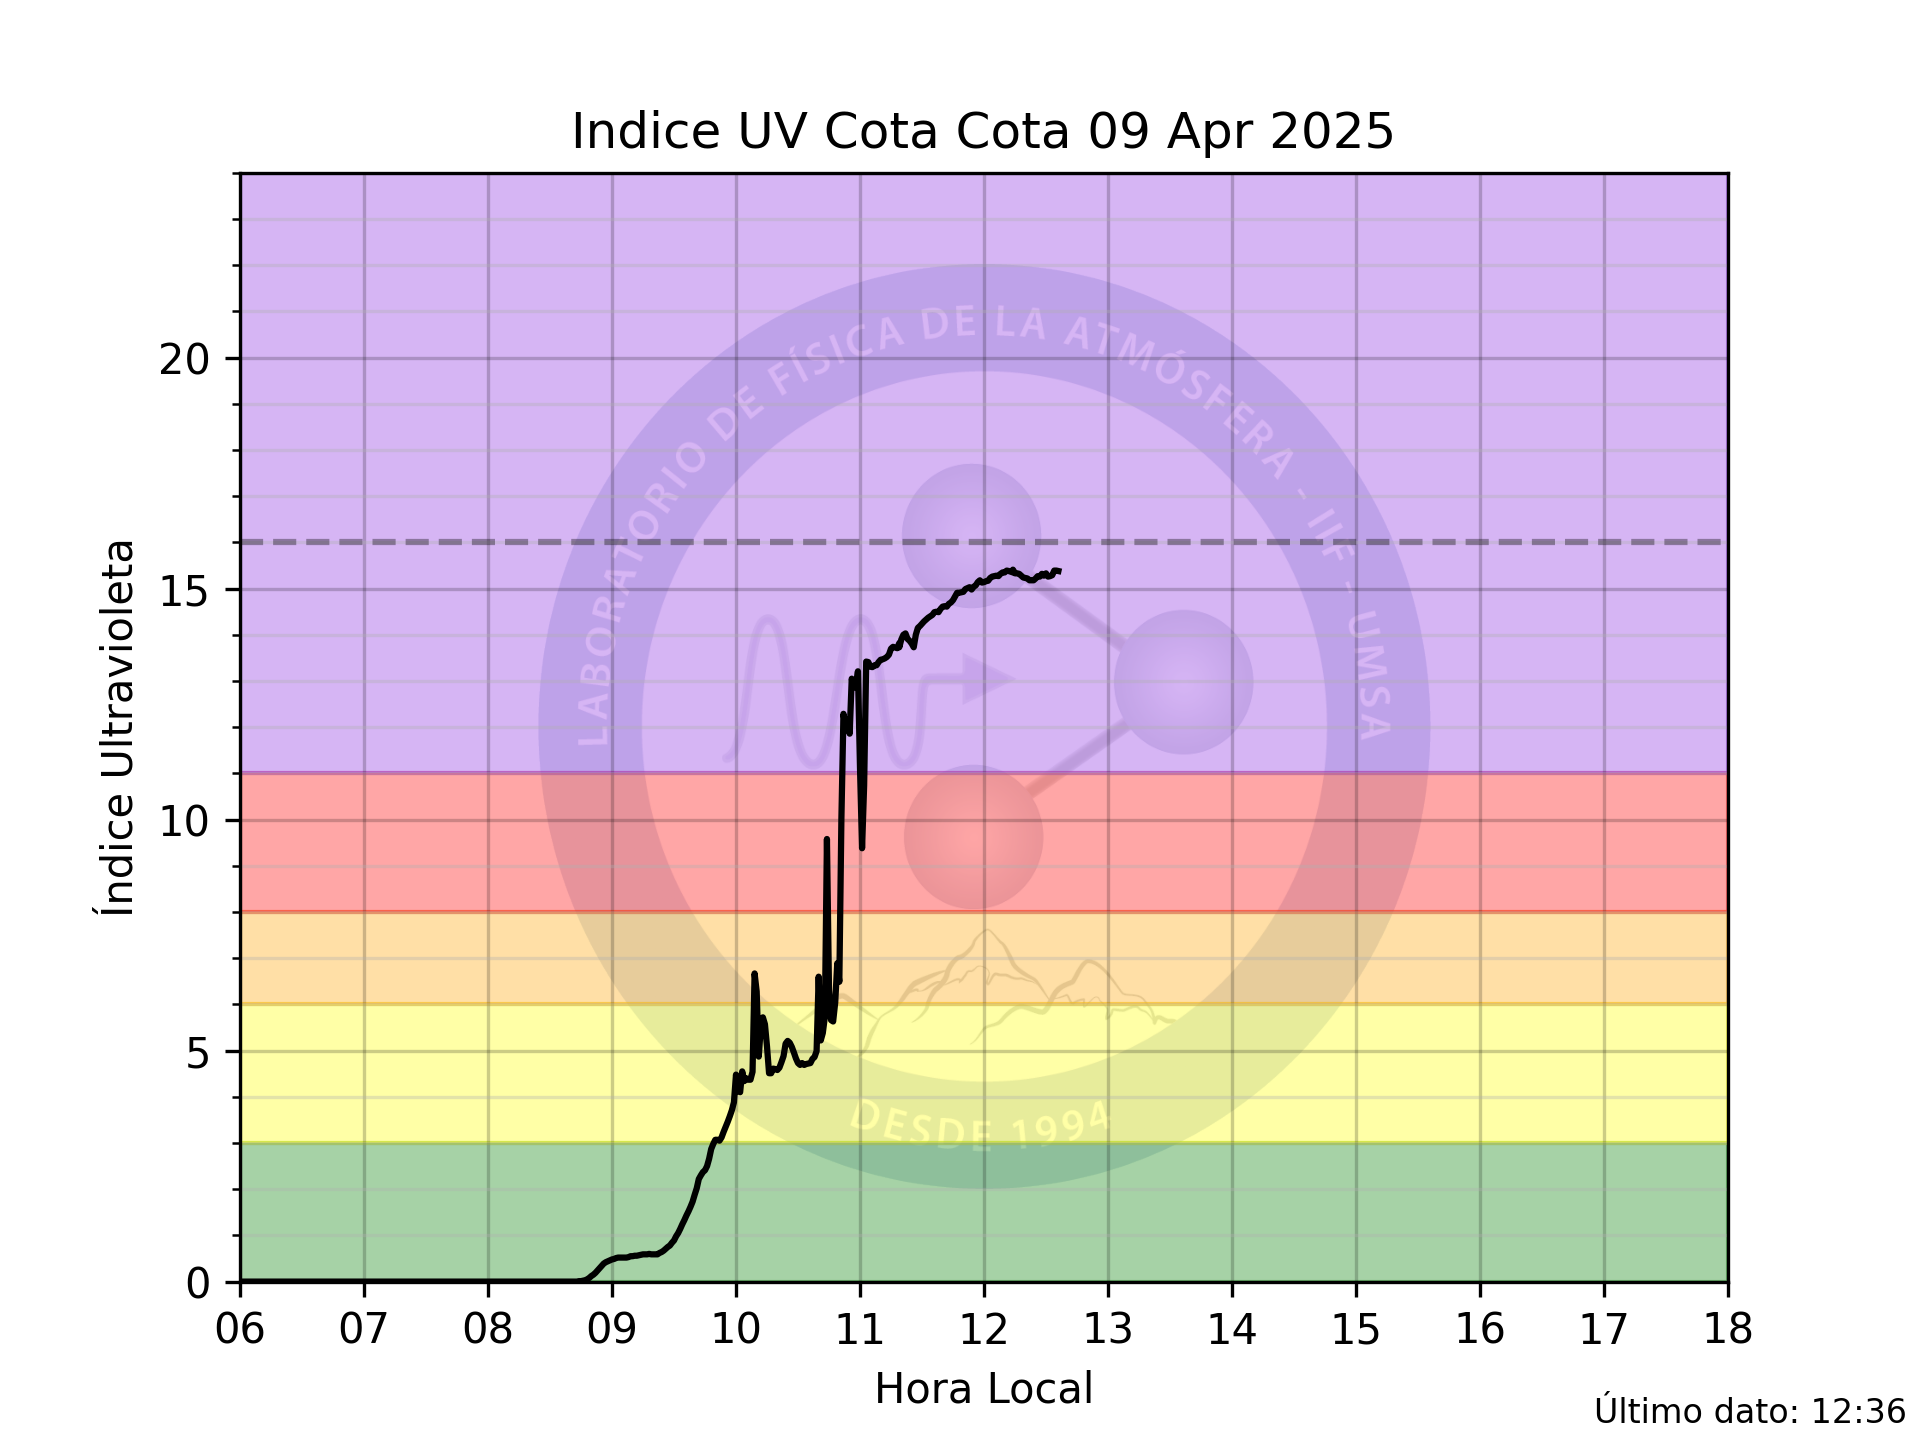 Indice UV Cota Cota 09 Apr 2025
LABORATORIO DE FÍSICA DE LA ATMÓSFERA - IIF - UMSA
DESDE 1994
Índice Ultravioleta
20
15
10
5
0
06 07 08 09 10 11 12 13 14 15 16 17 18
Hora Local
Último dato: 12:36